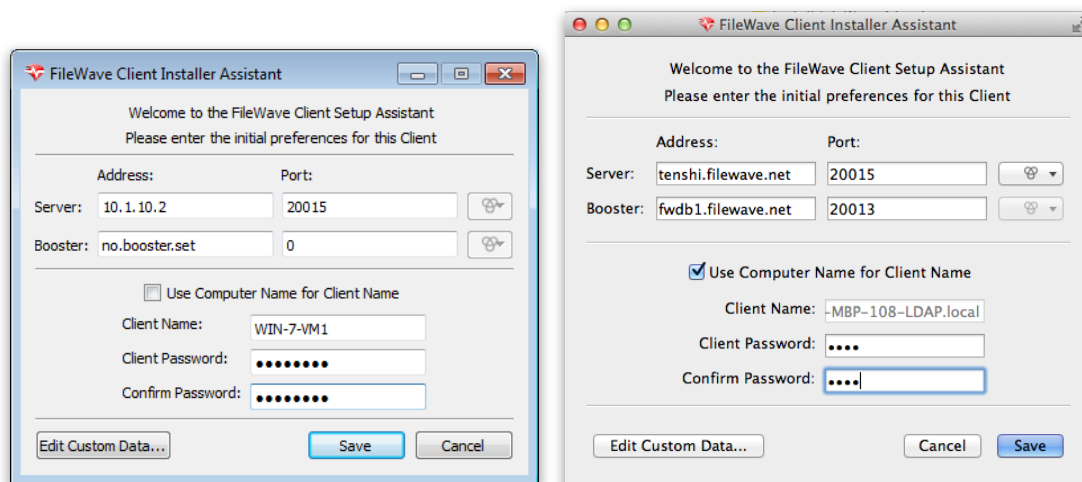 FileWave Client Installer Assistant
Welcome to the FileWave Client Setup Assistant
Please enter the initial preferences for this Client
Address: Port:
Server: 10.1.10.2 20015
Booster: no.booster.set 0
Use Computer Name for Client Name
Client Name: WIN-7-VM1
Client Password: ••••••••
Confirm Password: ••••••••
Edit Custom Data... Save Cancel
FileWave Client Installer Assistant
Welcome to the FileWave Client Setup Assistant
Please enter the initial preferences for this Client
Address: Port:
Server: tenshi.filewave.net 20015
Booster: fwdb1.filewave.net 20013
Use Computer Name for Client Name
Client Name: -MBP-108-LDAP.local
Client Password: ••••
Confirm Password: ••••
Edit Custom Data... Cancel Save